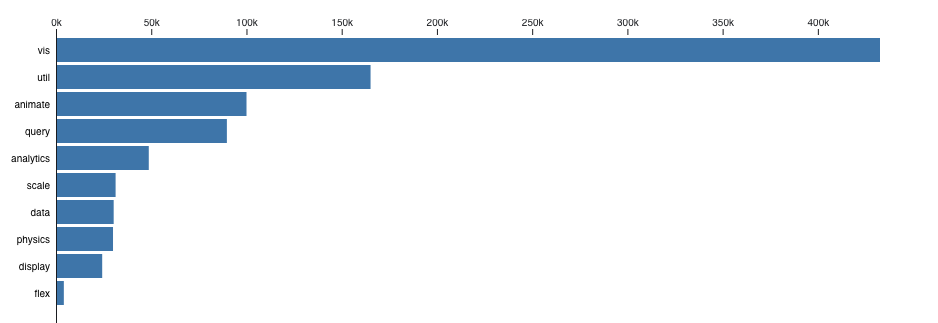 0k 50k 100k 150k 200k 250k 300k 350k 400k
vis
util
animate
query
analytics
scale
data
physics
display
flex